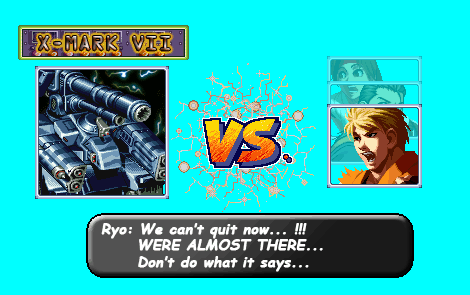 X-MARK VII
VS
Ryo: We can't quit now... !!!
WERE ALMOST THERE...
Don't do what it says...